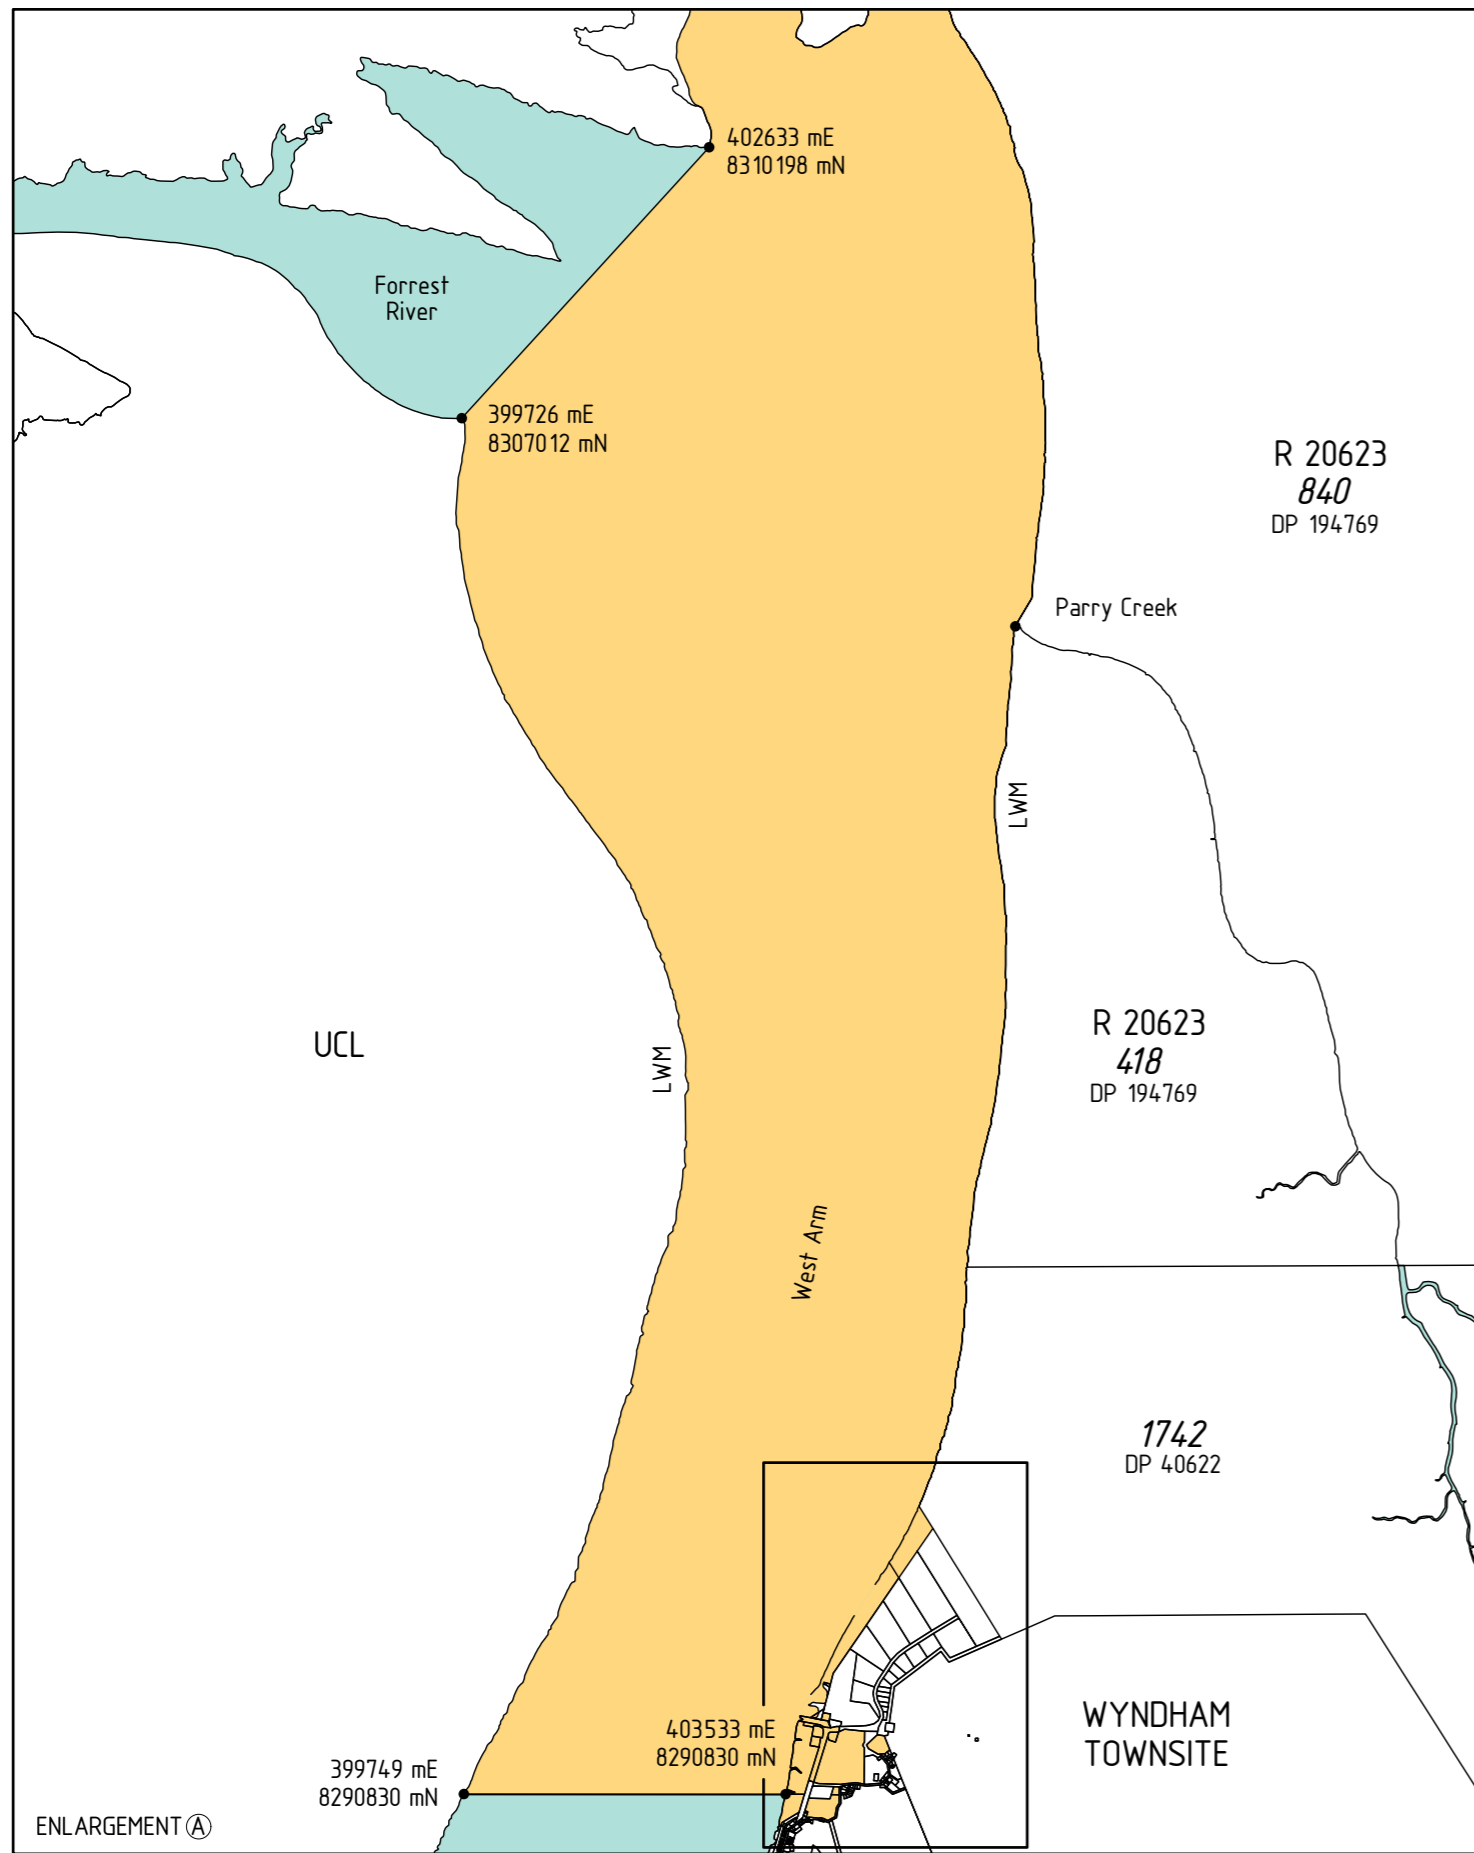 402633 mE
8310198 mN
Forrest
River
399726 mE
8307012 mN
R 20623
840
DP 194769
Parry Creek
LWM
R 20623
418
DP 194769
UCL
LWM
West Arm
1742
DP 40622
WYNDHAM
TOWNSITE
403533 mE
8290830 mN
399749 mE
8290830 mN
ENLARGEMENT Ⓐ